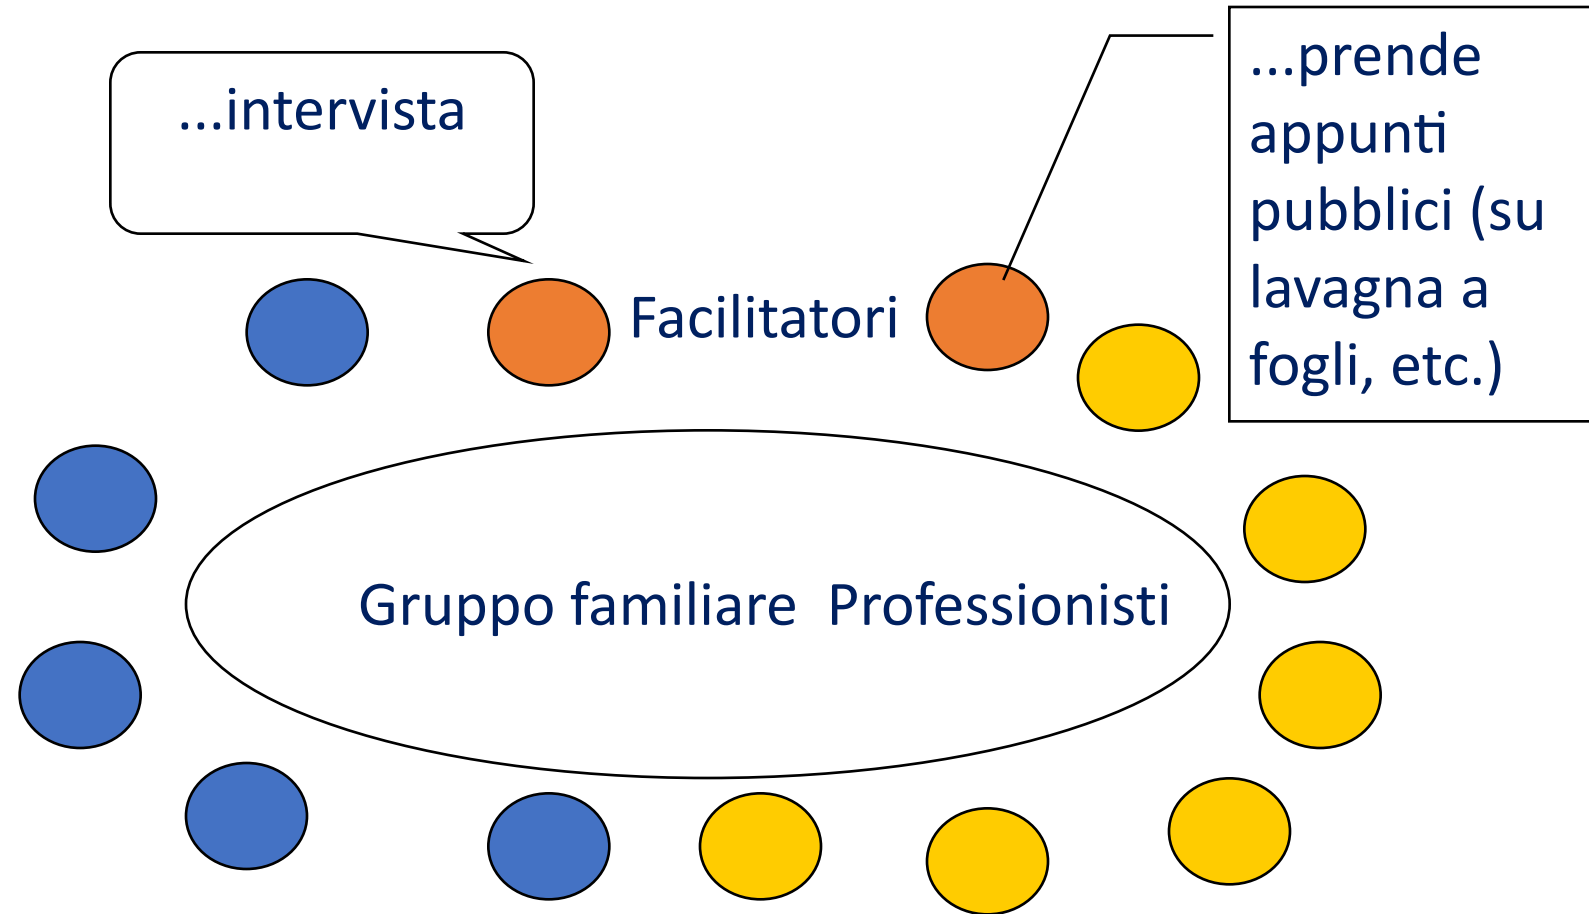 ...intervista
...prende
appunti
pubblici (su
lavagna a
fogli, etc.)
Facilitatori
Gruppo familiare  Professionisti